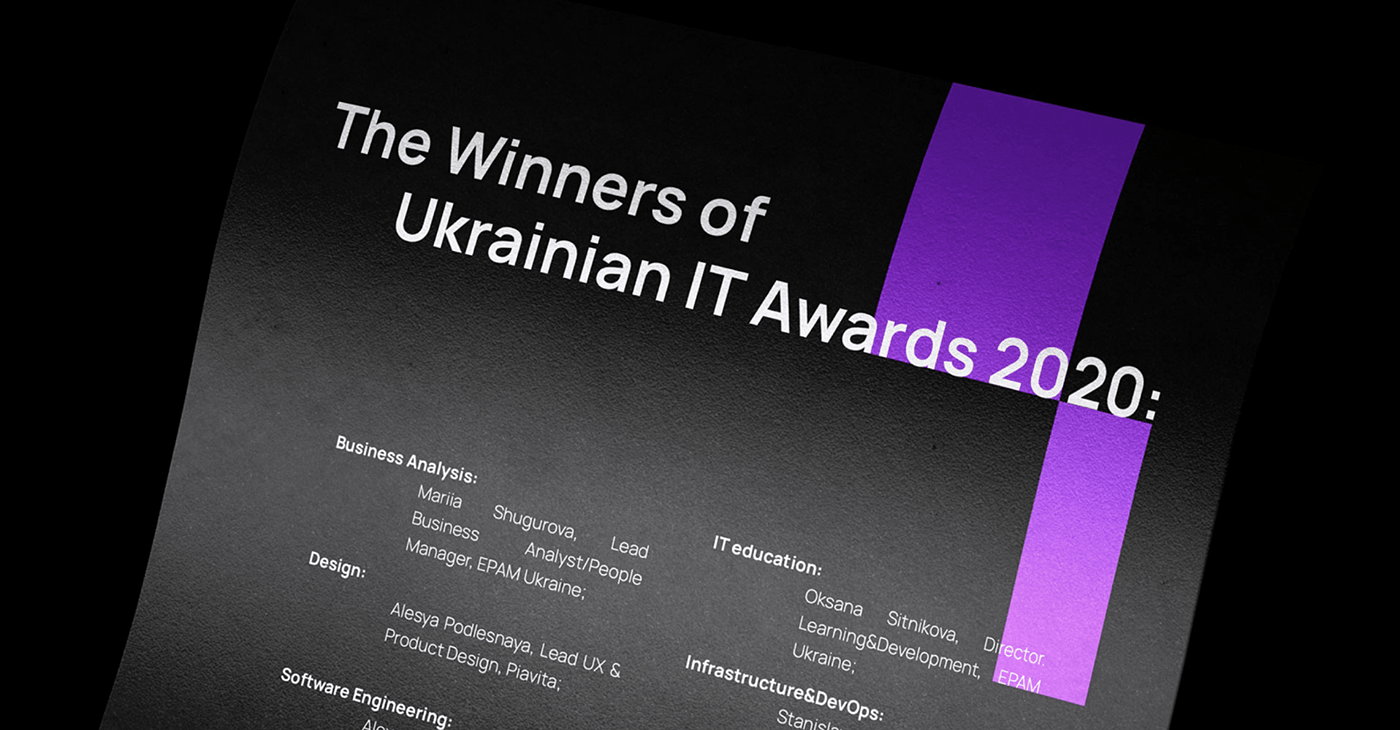 The Winners of
Ukrainian IT Awards 2020:
Business Analysis:
Mariia Shugurova, Lead
Business Analyst/People
Manager, EPAM Ukraine;
Design:
Alesya Podlesnaya, Lead UX &
Product Design, Piavita;
Software Engineering:
IT education:
Oksana Sitnikova, Director.
Learning&Development, EPAM
Ukraine;
Infrastructure&DevOps: